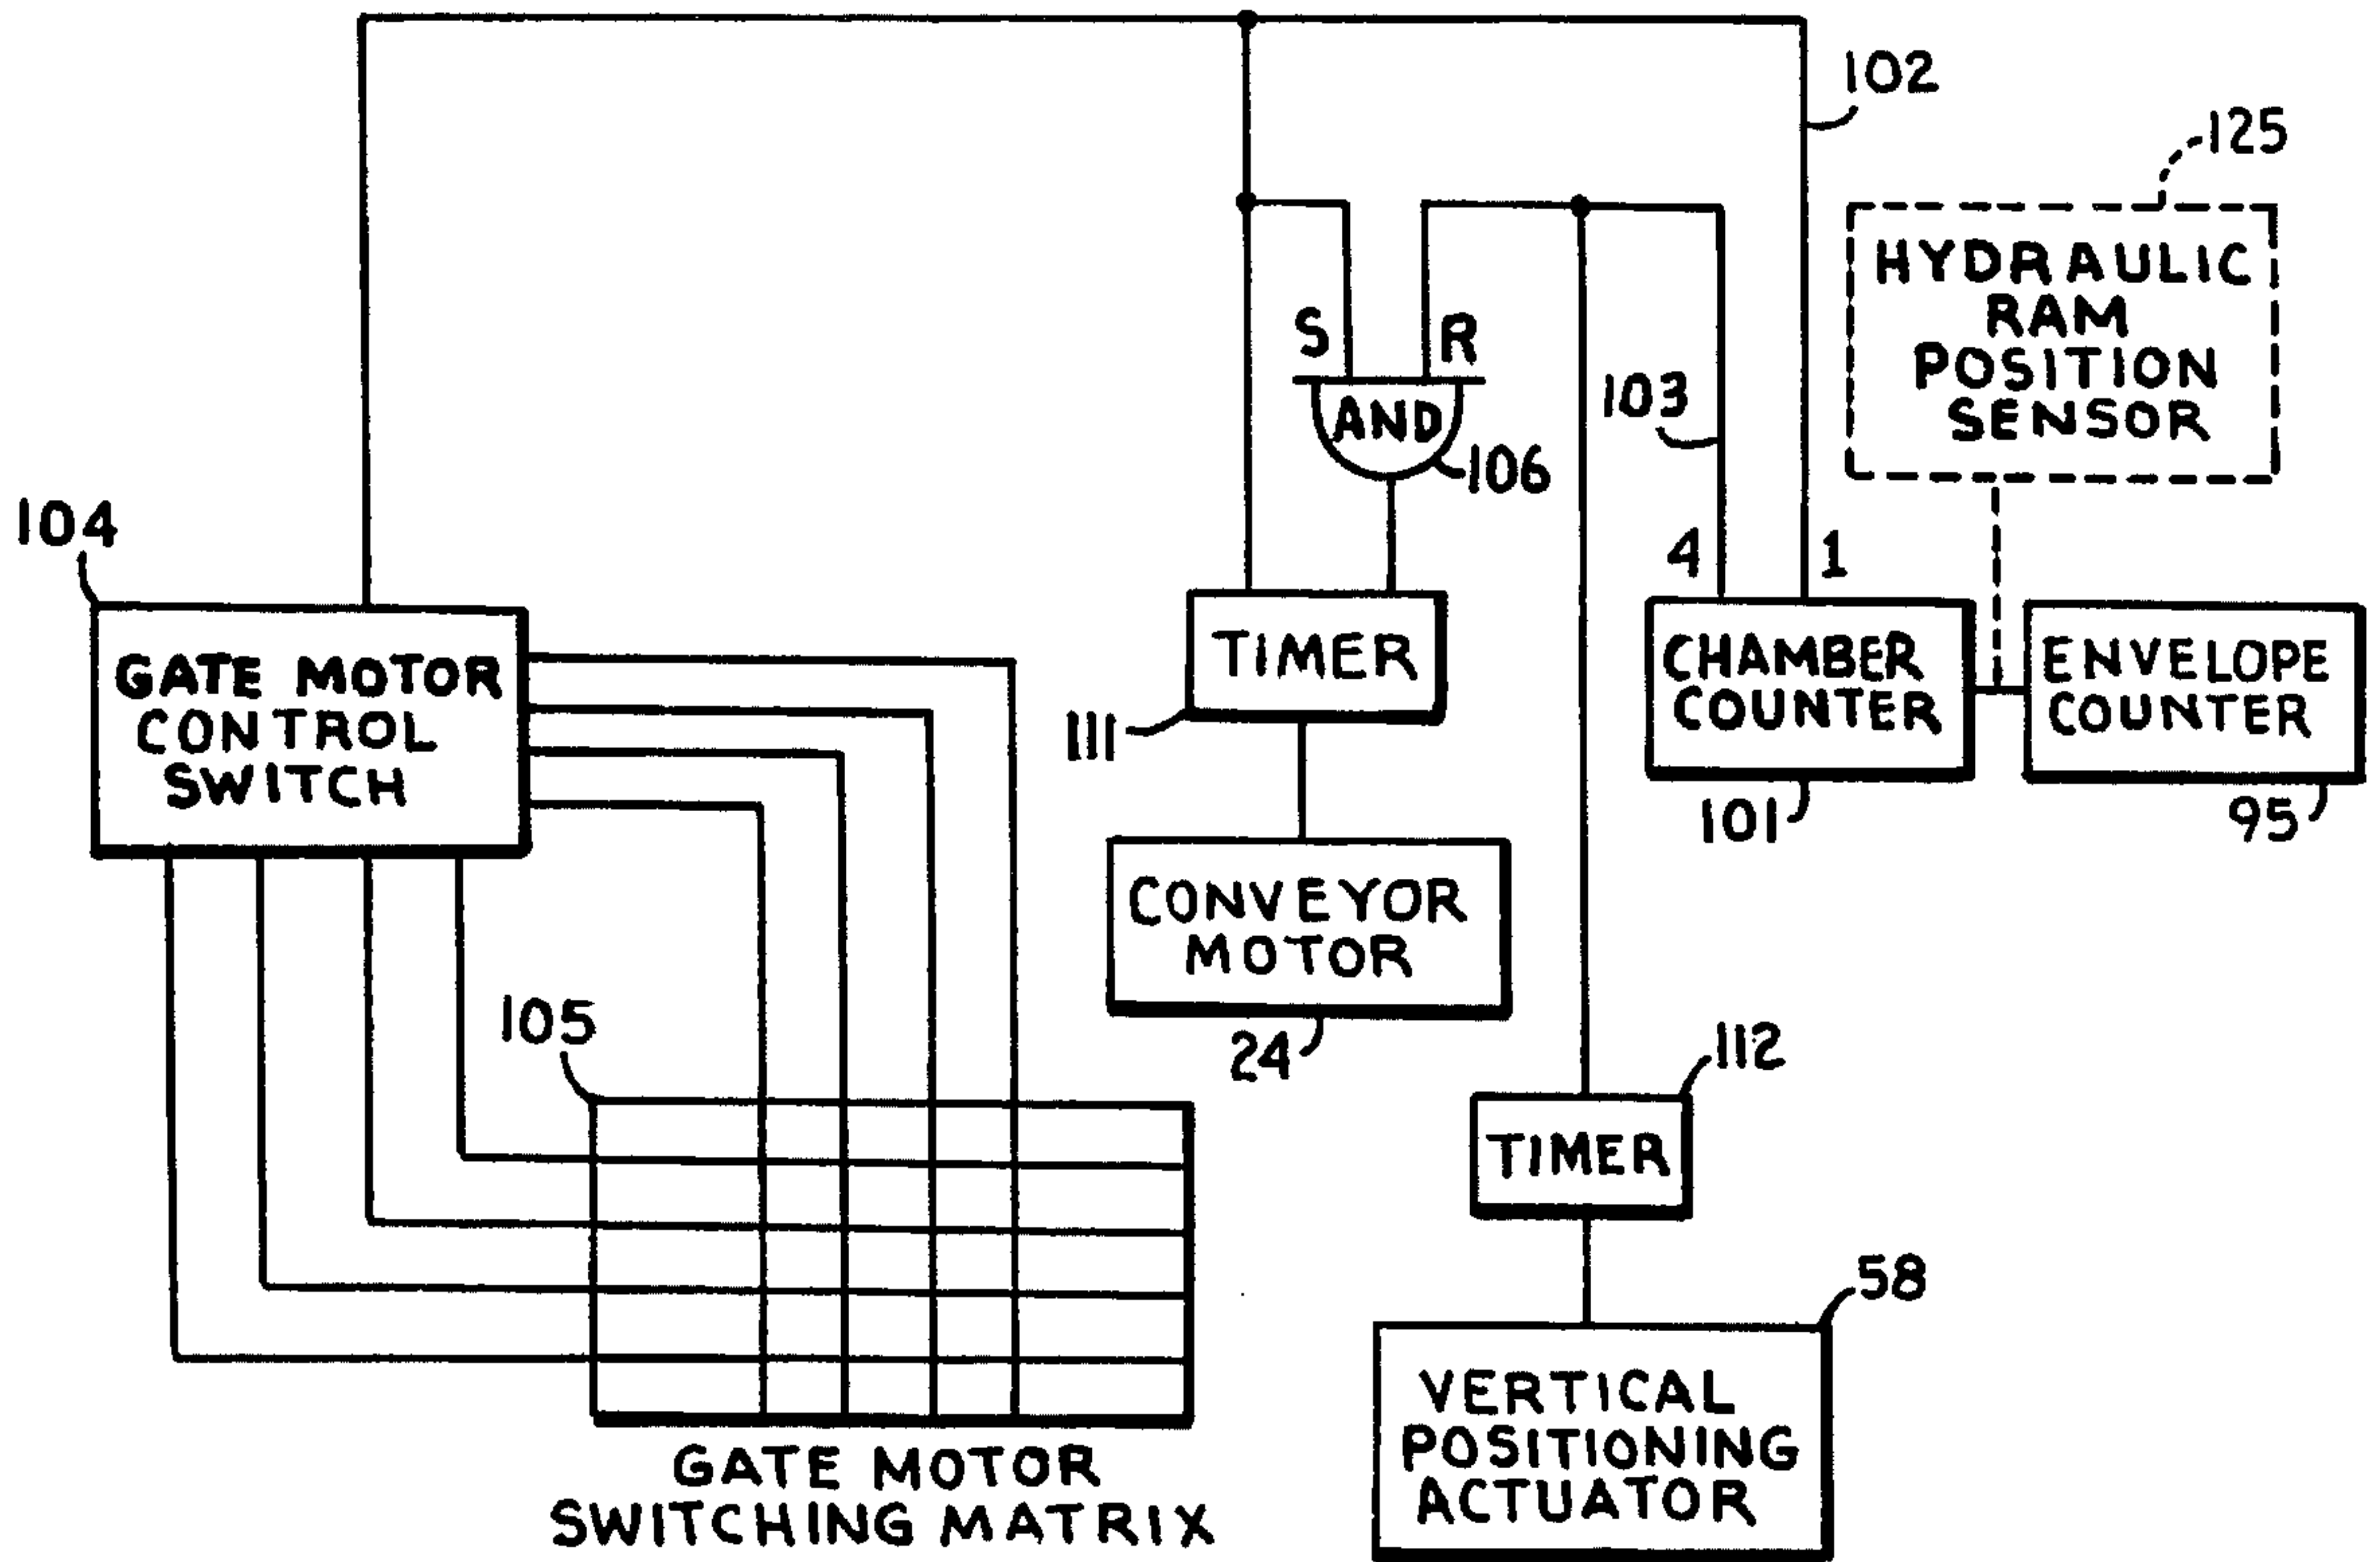 102
125
HYDRAULIC
RAM
POSITION
SENSOR
S
R
AND
106
103
4
1
104
GATE MOTOR
CONTROL
SWITCH
TIMER
111
CHAMBER
COUNTER
101
ENVELOPE
COUNTER
95
CONVEYOR
MOTOR
24
105
112
TIMER
58
VERTICAL
POSITIONING
ACTUATOR
GATE MOTOR
SWITCHING MATRIX